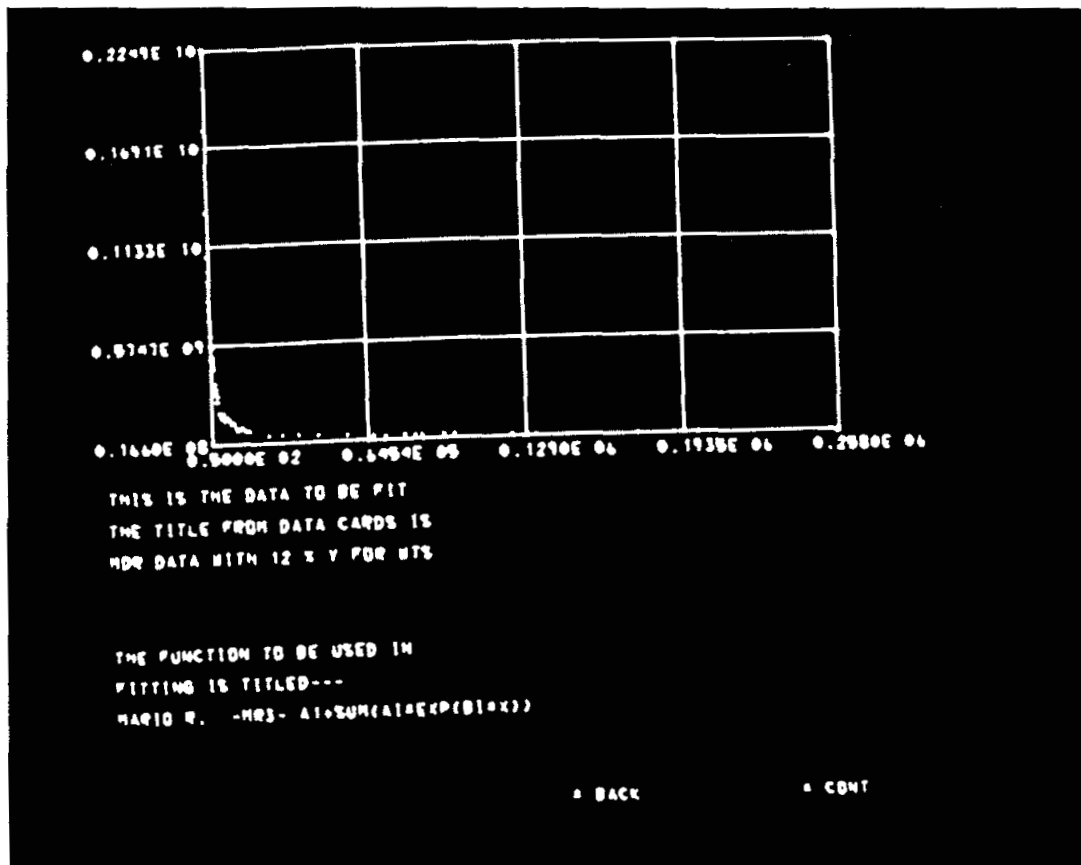 0.2249E 10
0.1691E 10
0.1133E 10
0.5747E 09
0.1660E 08
0.5000E 02 0.6454E 05 0.1290E 06 0.1935E 06 0.2580E 06
THIS IS THE DATA TO BE FIT
THE TITLE FROM DATA CARDS IS
MDR DATA WITH 12 % Y FOR WTS
THE FUNCTION TO BE USED IN
FITTING IS TITLED---
MARIO R. -MR3- A1+SUM(AI*EXP(BI*X))
* BACK * CONT